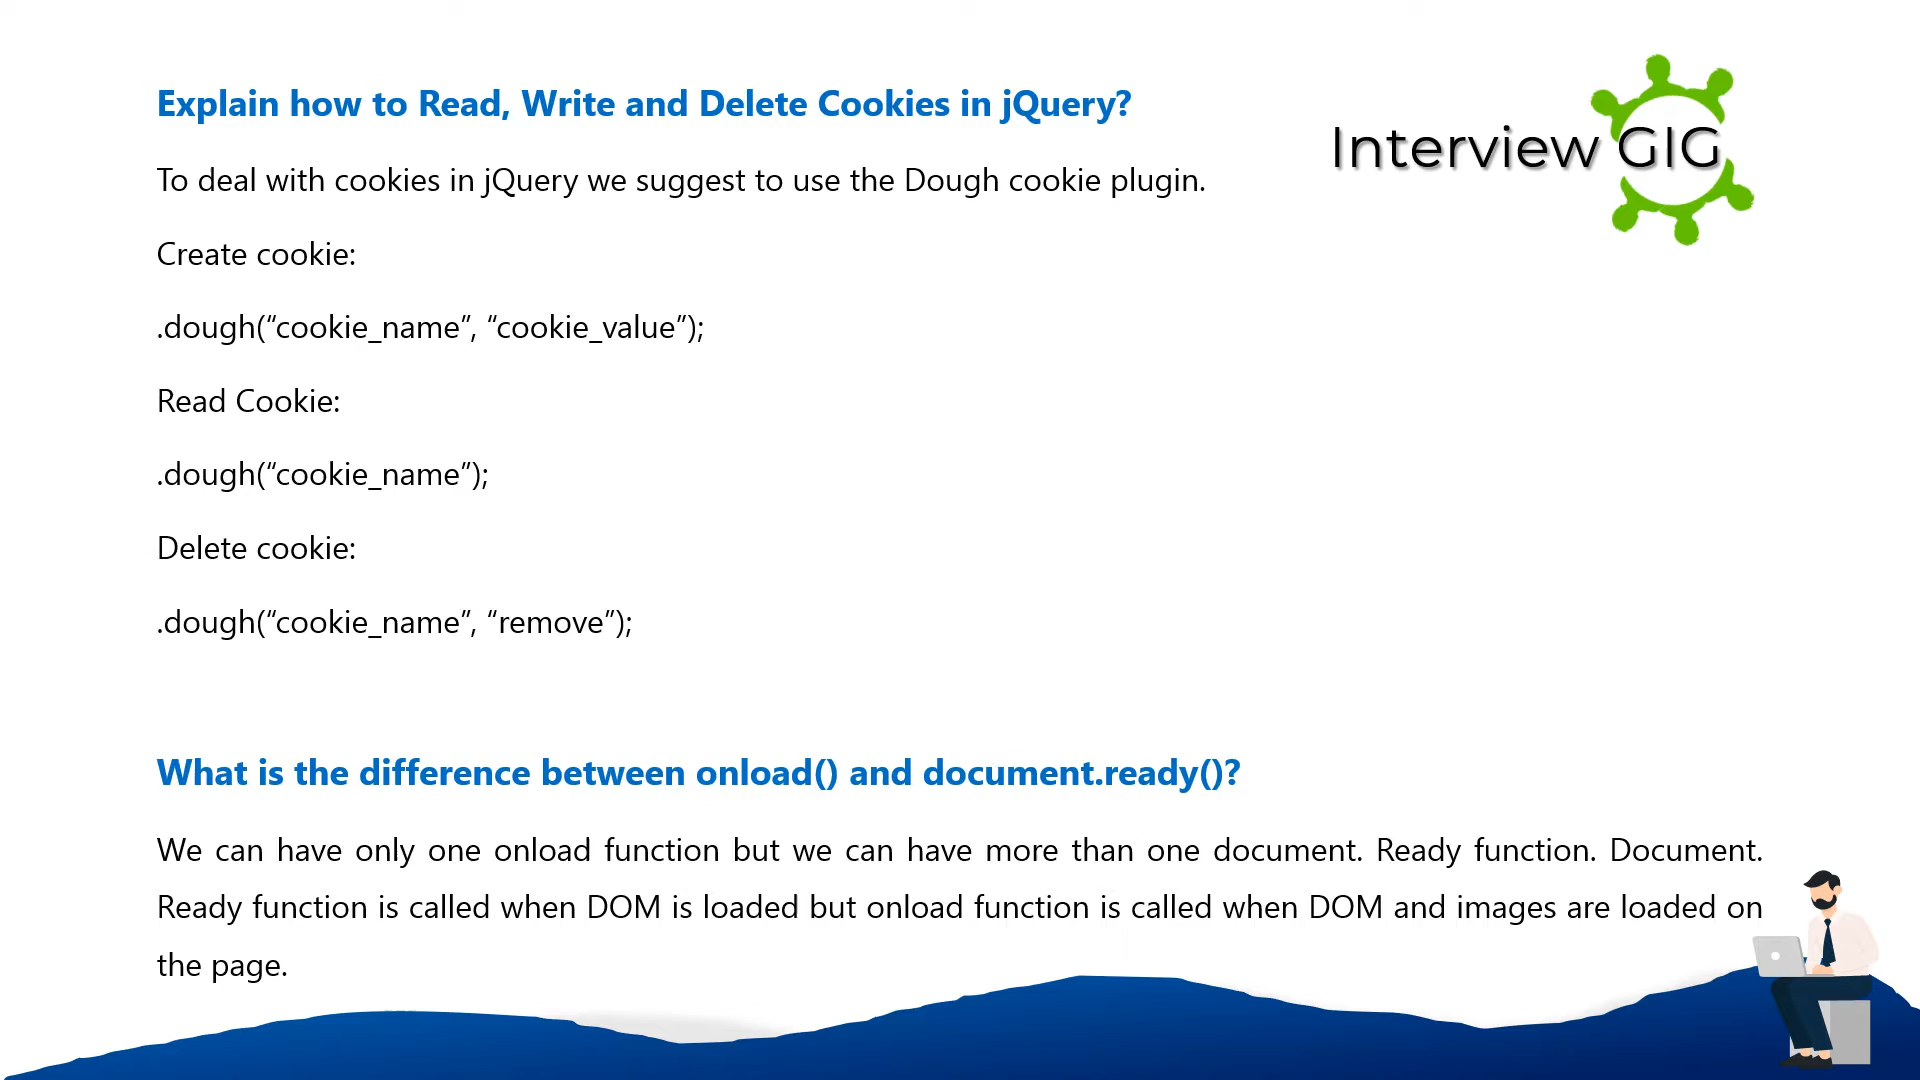 Explain how to Read, Write and Delete Cookies in jQuery?
Interview GIG
To deal with cookies in jQuery we suggest to use the Dough cookie plugin.
Create cookie:
.dough(“cookie_name”, “cookie_value”);
Read Cookie:
.dough(“cookie_name”);
Delete cookie:
.dough(“cookie_name”, “remove”);
What is the difference between onload() and document.ready()?
We can have only one onload function but we can have more than one document. Ready function. Document.
Ready function is called when DOM is loaded but onload function is called when DOM and images are loaded on
the page.